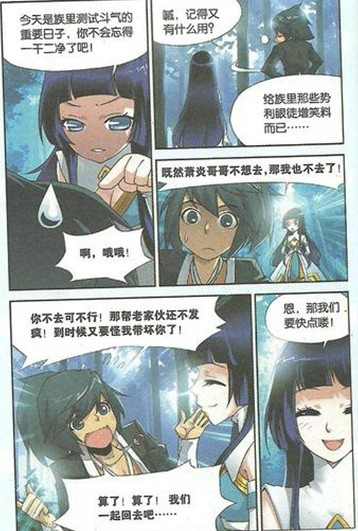 今天是族里测试斗气的
重要日子，你不会忘得
一干二净了吧！
嘁，记得又
有什么用？
给族里那些势
利眼徒增笑料
而已……
啊，哦哦！
既然萧炎哥哥不想去，那我也不去了！
你不去可不行！那帮老家伙还不发
疯！到时候又要怪我带坏你了！
算了！算了！我们
一起回去吧……
恩，那我们
要快点喽！